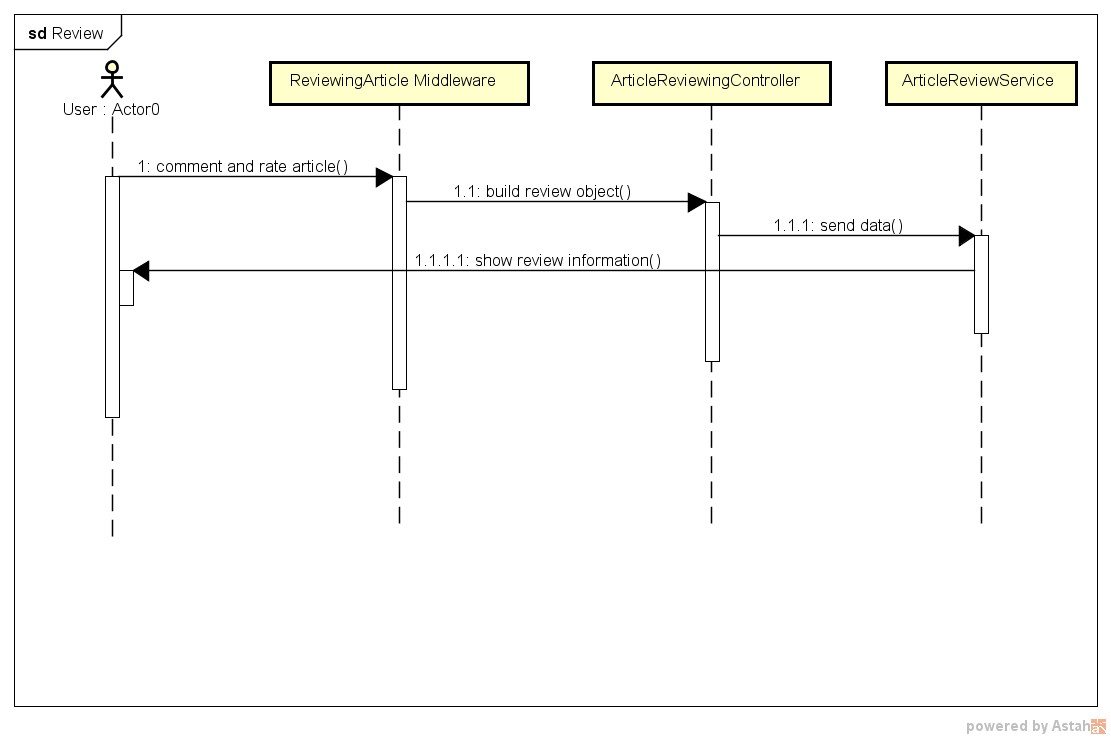 sd Review
User : Actor0
ReviewingArticle Middleware
ArticleReviewingController
ArticleReviewService
1: comment and rate article()
1.1: build review object()
1.1.1: send data()
1.1.1.1: show review information()
powered by Astah